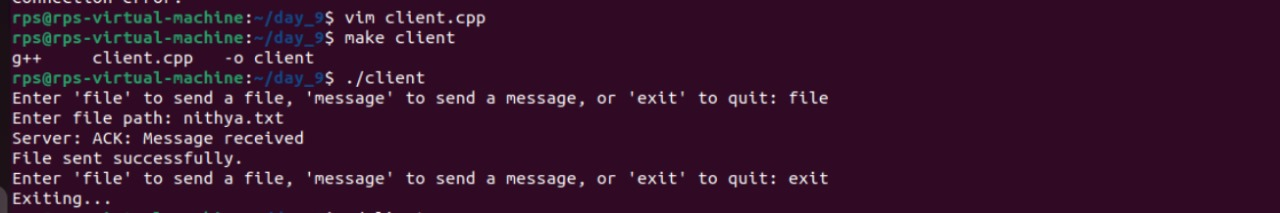 Connection error:
rps@rps-virtual-machine:~/day_9$ vim client.cpp
rps@rps-virtual-machine:~/day_9$ make client
g++     client.cpp   -o client
rps@rps-virtual-machine:~/day_9$ ./client
Enter 'file' to send a file, 'message' to send a message, or 'exit' to quit: file
Enter file path: nithya.txt
Server: ACK: Message received
File sent successfully.
Enter 'file' to send a file, 'message' to send a message, or 'exit' to quit: exit
Exiting...